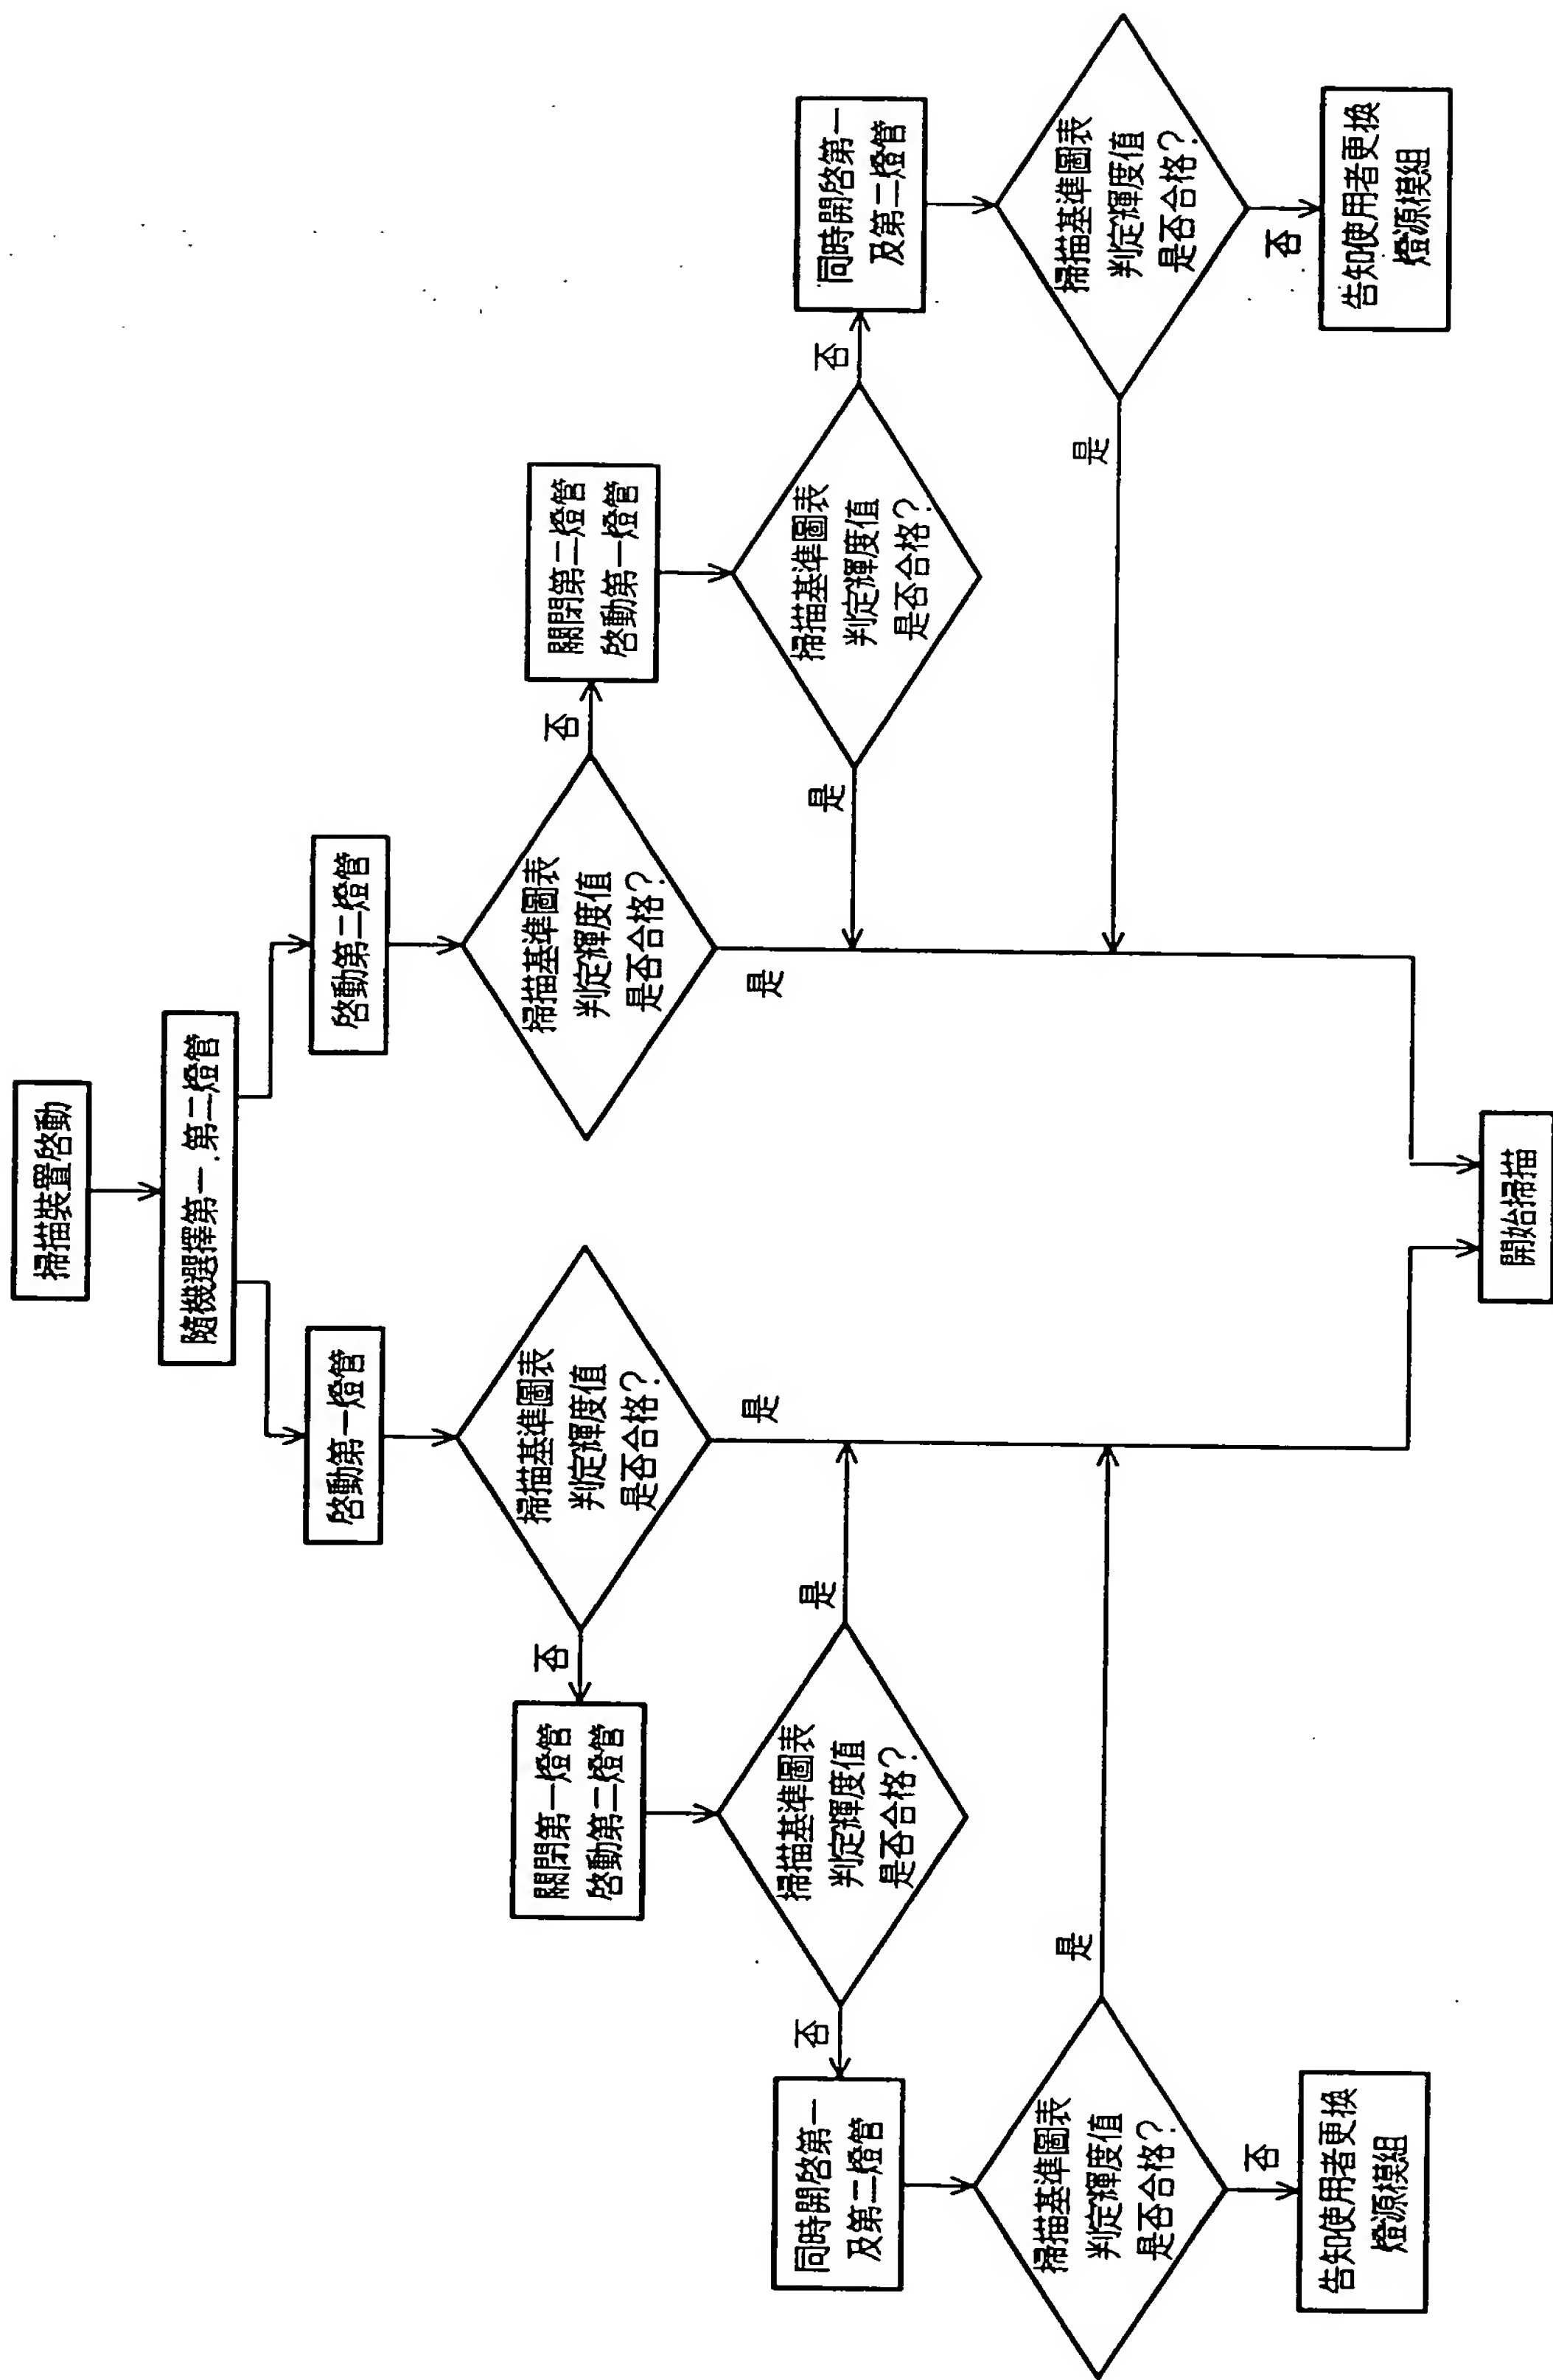 掃描裝置啓動
隨機選擇第一.第二燈管
啓動第一燈管
啓動第二燈管
掃描基準圖表
判定輝度值
是否合格?
掃描基準圖表
判定輝度值
是否合格?
否
是
是
否
關閉第一燈管
啓動第二燈管
關閉第二燈管
啓動第一燈管
掃描基準圖表
判定輝度值
是否合格?
掃描基準圖表
判定輝度值
是否合格?
否
是
是
否
同時開啓第一
及第二燈管
同時開啓第一
及第二燈管
掃描基準圖表
判定輝度值
是否合格?
掃描基準圖表
判定輝度值
是否合格?
是
是
否
否
告知使用者更換
燈源模組
告知使用者更換
燈源模組
開始掃描